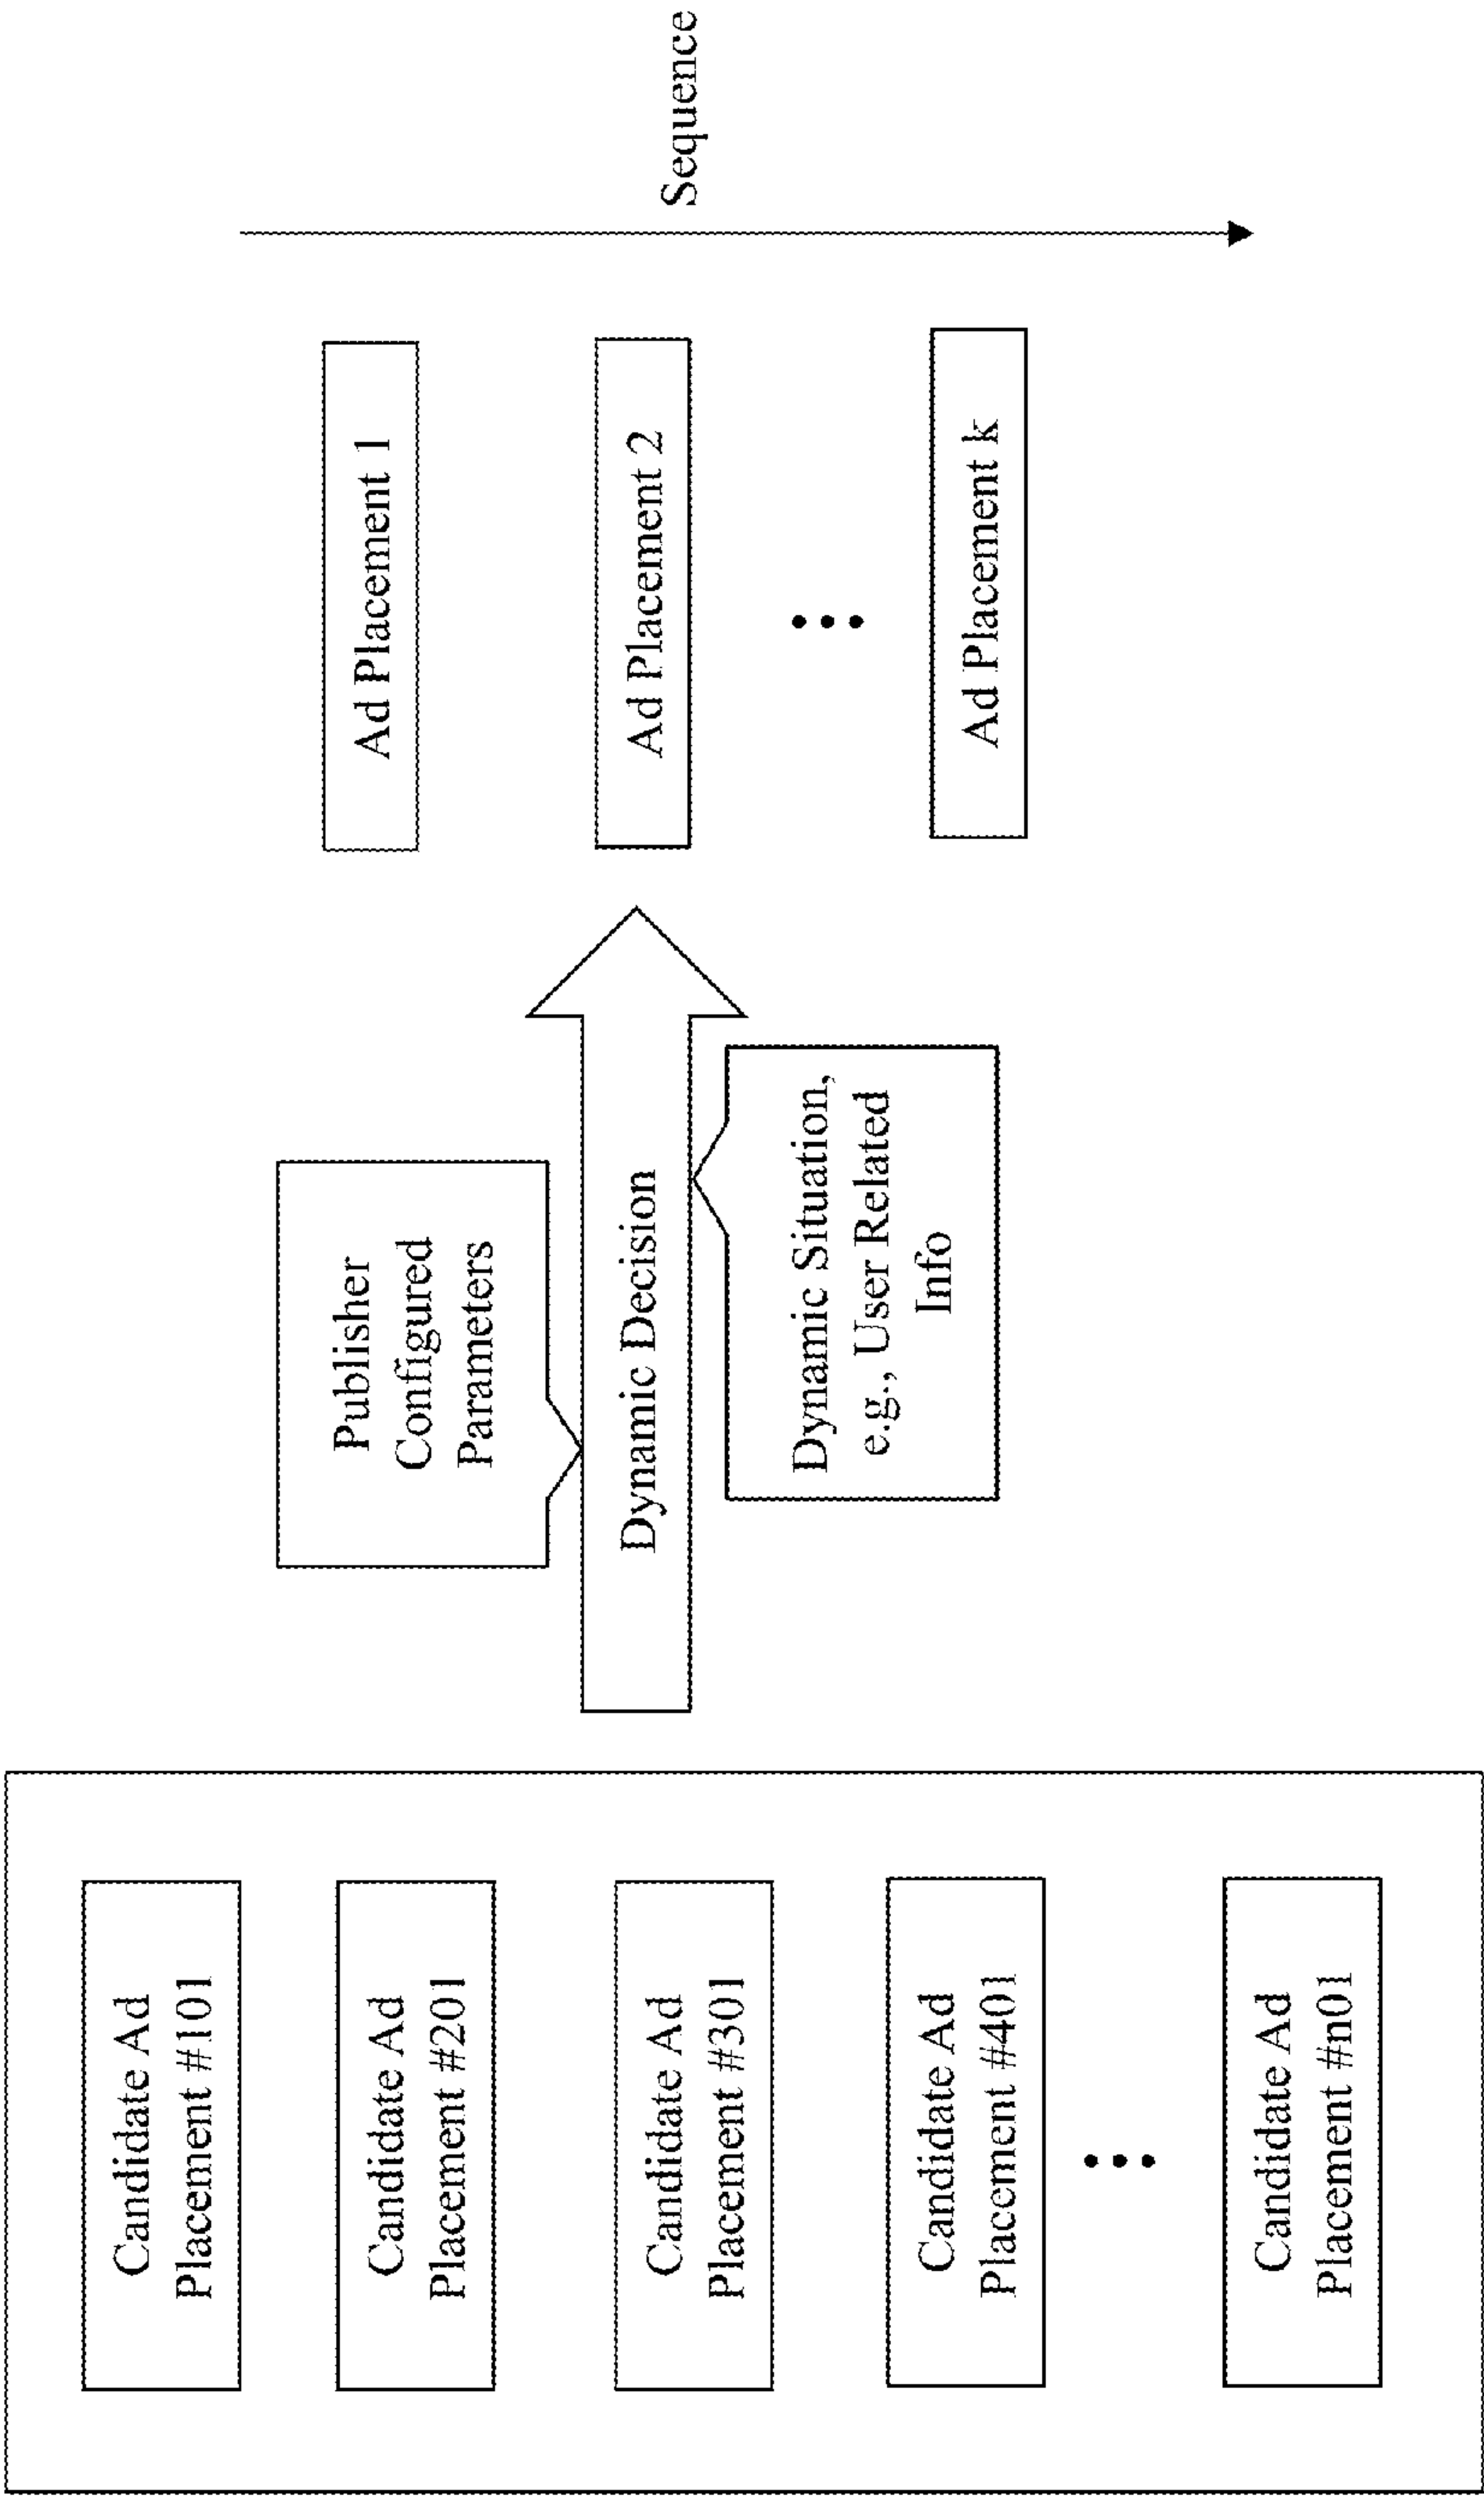 Candidate Ad
Placement #101
Candidate Ad
Placement #201
Candidate Ad
Placement #301
Candidate Ad
Placement #401
Candidate Ad
Placement #n01
Publisher
Configured
Parameters
Dynamic Decision
Dynamic Situation,
e.g., User Related
Info
Ad Placement 1
Ad Placement 2
Ad Placement k
Sequence